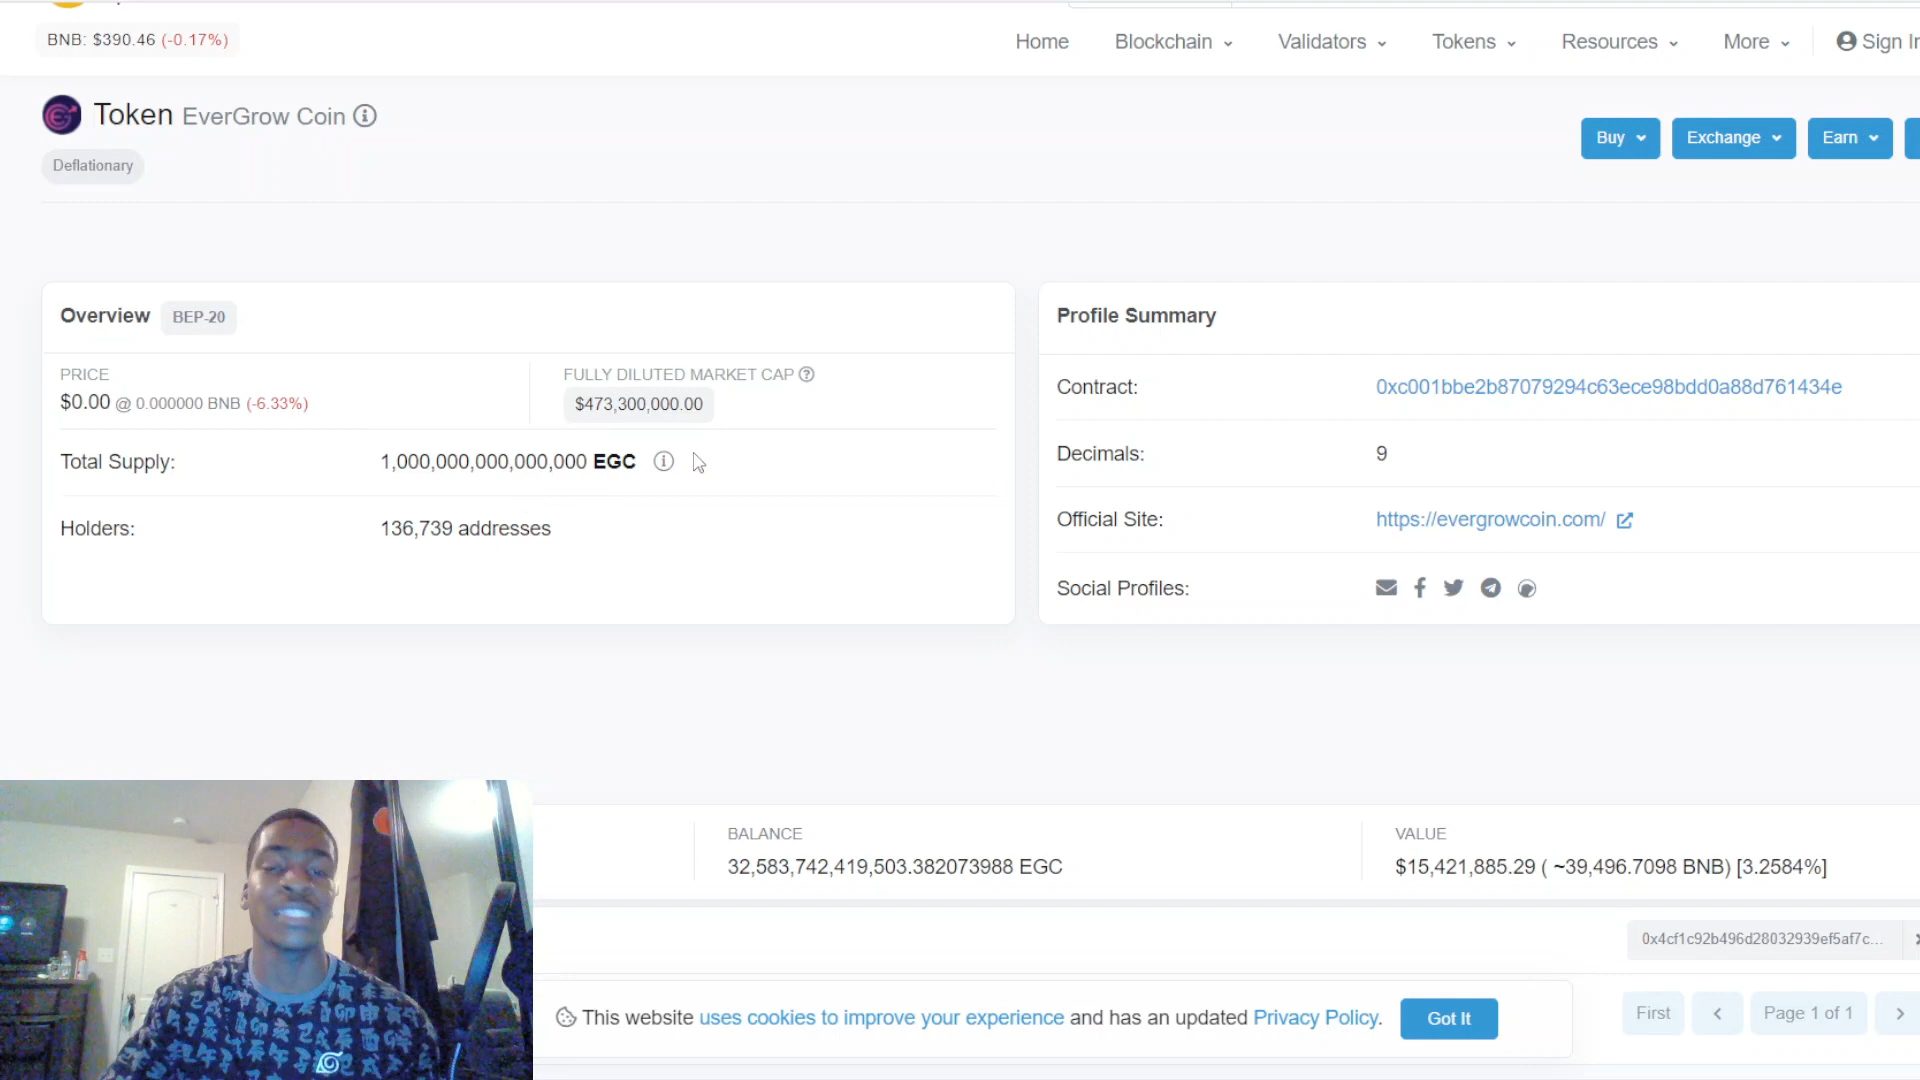 BNB: $390.46 (-0.17%)
Home Blockchain Validators Tokens Resources More Sign In
Token EverGrow Coin
Deflationary
Buy Exchange Earn
Overview BEP-20
PRICE
$0.00 @ 0.000000 BNB (-6.33%)
FULLY DILUTED MARKET CAP
$473,300,000.00
Total Supply: 1,000,000,000,000,000 EGC
Holders: 136,739 addresses
Profile Summary
Contract: 0xc001bbe2b87079294c63ece98bdd0a88d761434e
Decimals: 9
Official Site: https://evergrowcoin.com/
Social Profiles:
BALANCE
32,583,742,419,503.382073988 EGC
VALUE
$15,421,885.29 ( ~39,496.7098 BNB) [3.2584%]
0x4cf1c92b496d28032939ef5af7c...
This website uses cookies to improve your experience and has an updated Privacy Policy. Got It
First Page 1 of 1